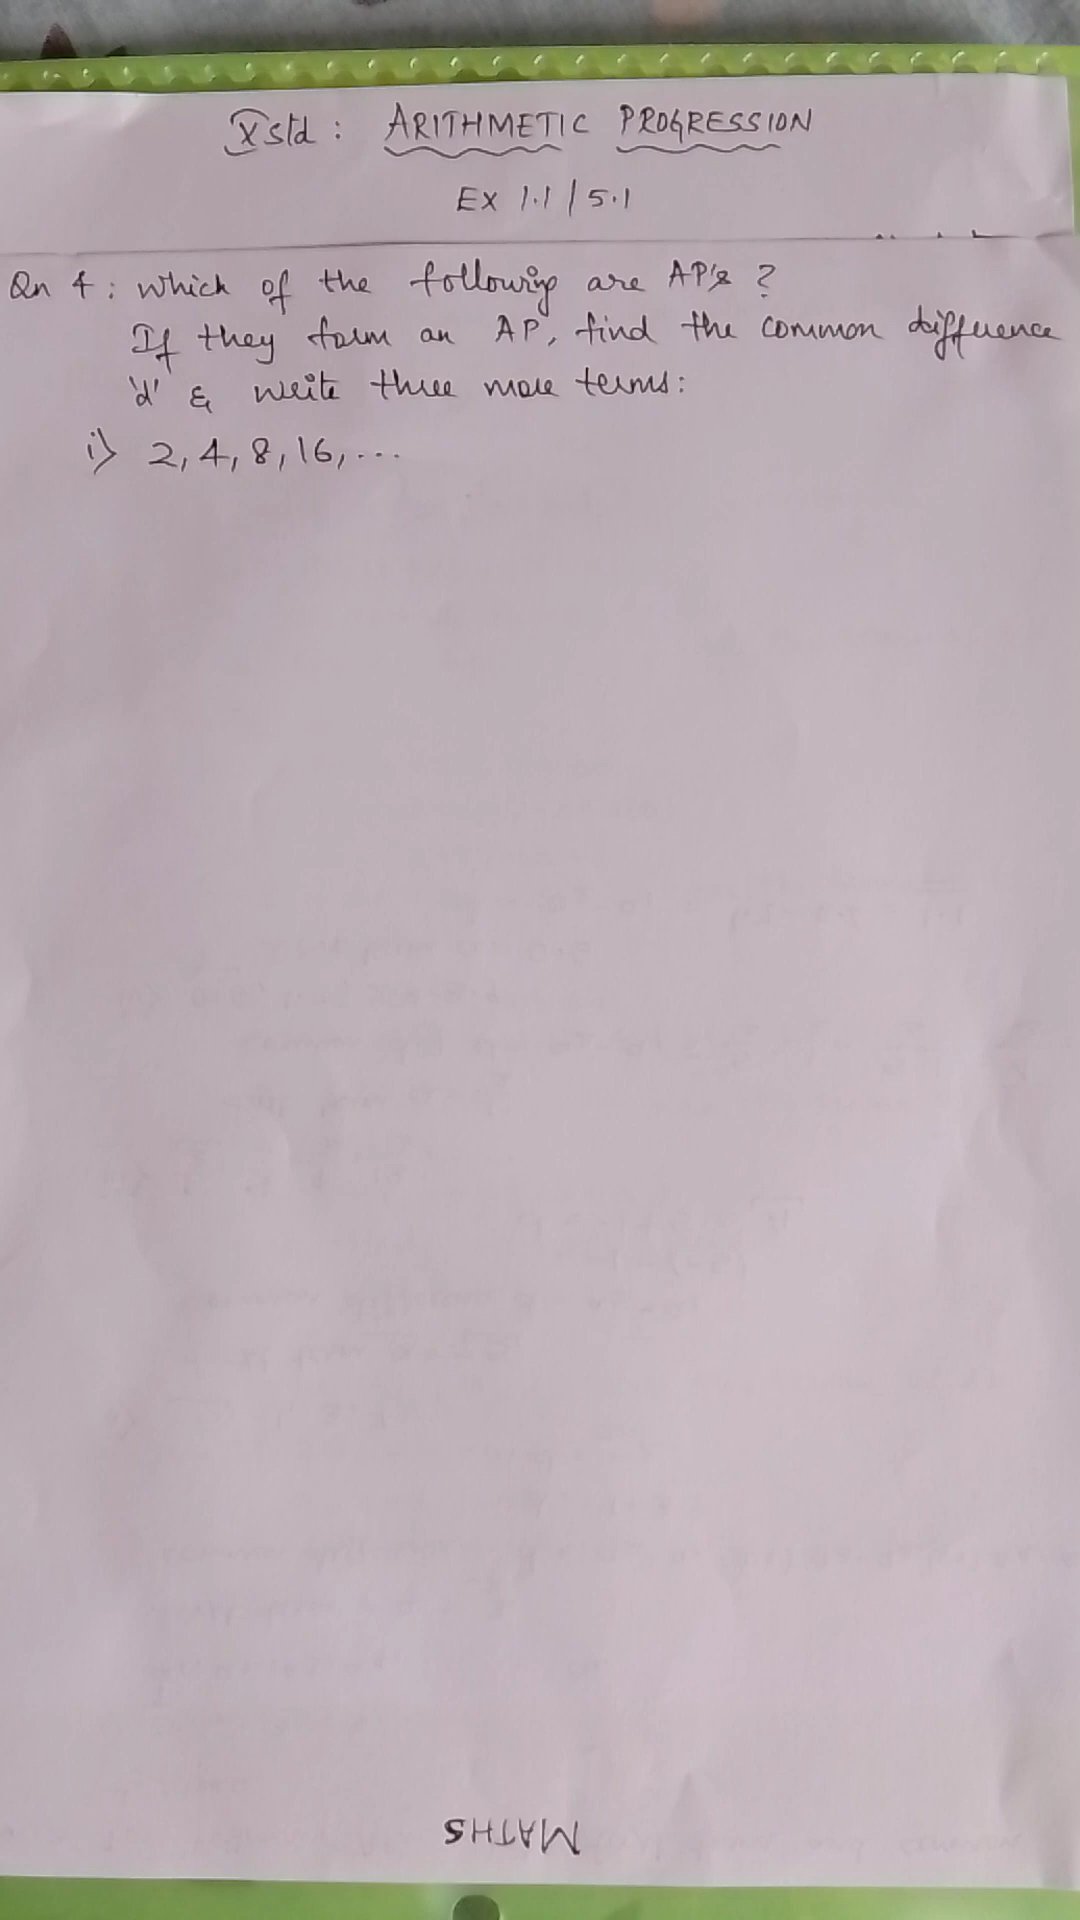 X std : ARITHMETIC PROGRESSION
Ex 1.1 / 5.1
Qn 4 : Which of the following are AP's ?
If they form an AP, find the common difference
'd' & write three more terms :
i) 2, 4, 8, 16, ...
MATHS